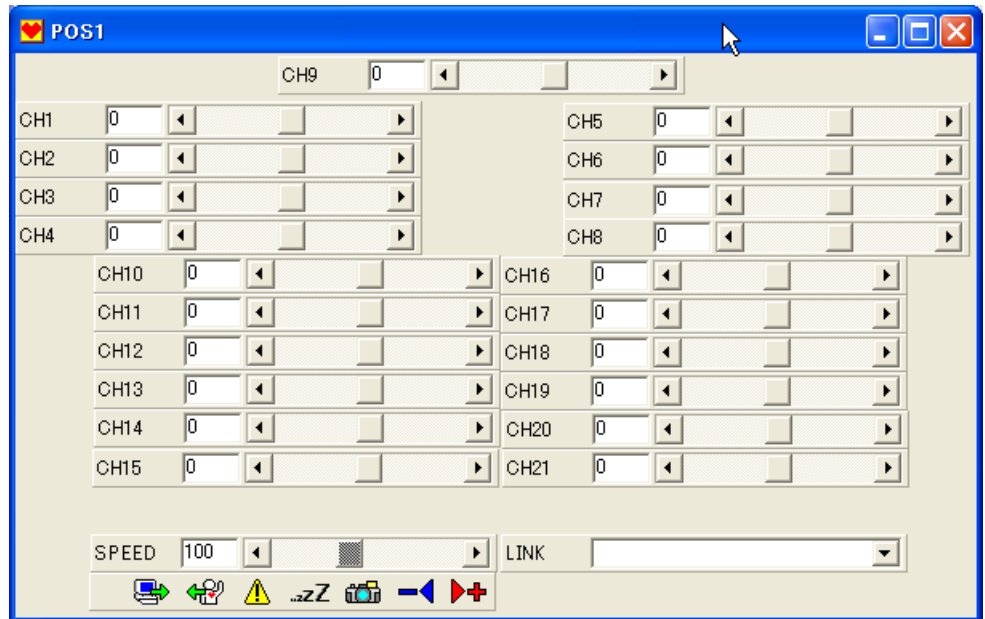 POS1
CH9 0
CH1 0
CH5 0
CH2 0
CH6 0
CH3 0
CH7 0
CH4 0
CH8 0
CH10 0
CH16 0
CH11 0
CH17 0
CH12 0
CH18 0
CH13 0
CH19 0
CH14 0
CH20 0
CH15 0
CH21 0
SPEED 100
LINK
..zZ